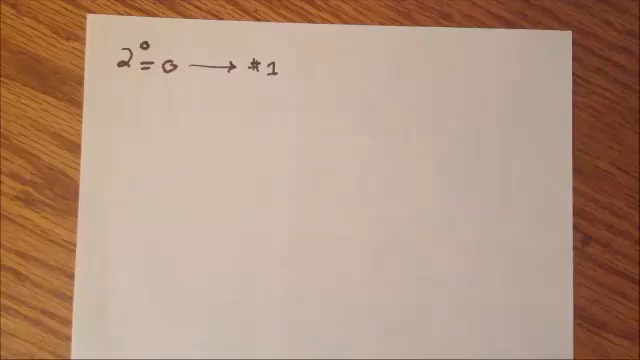 2⁰ = 0 → #1